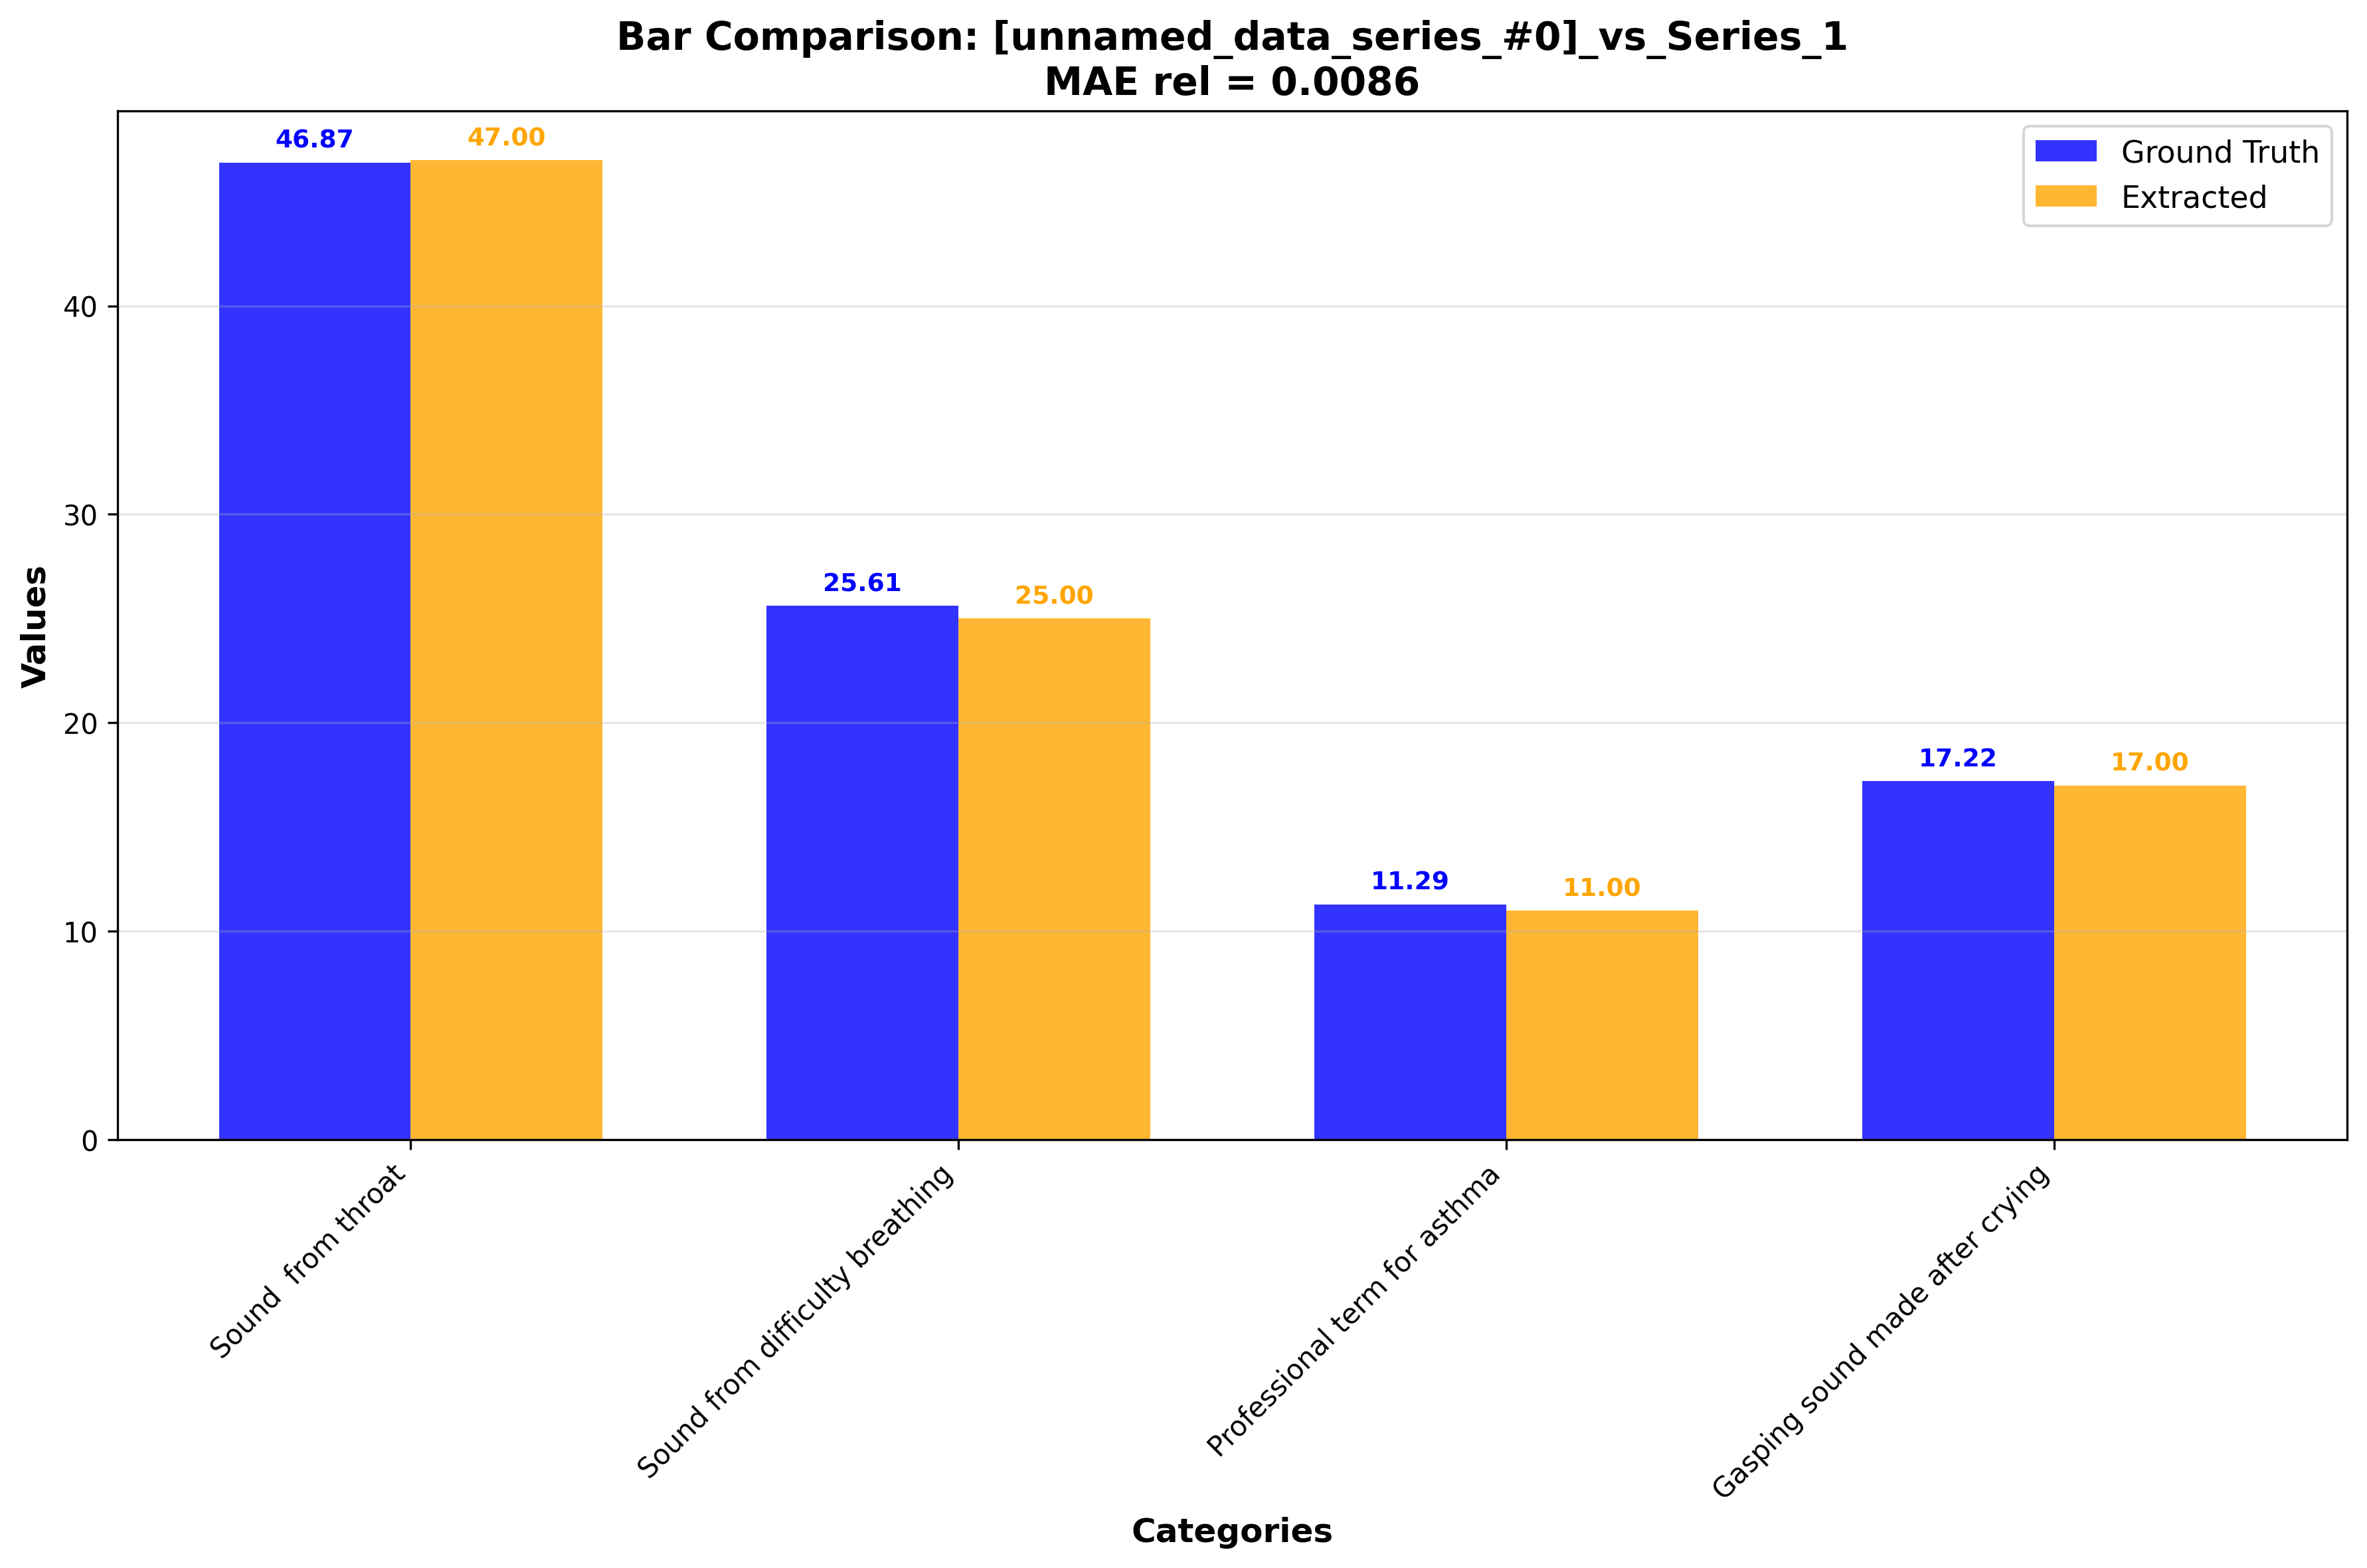 Bar Comparison: [unnamed_data_series_#0]_vs_Series_1
MAE rel = 0.0086
46.87
47.00
25.61
25.00
11.29
11.00
17.22
17.00
Ground Truth
Extracted
Values
40
30
20
10
0
Sound  from throat
Sound from difficulty breathing
Professional term for asthma
Gasping sound made after crying
Categories